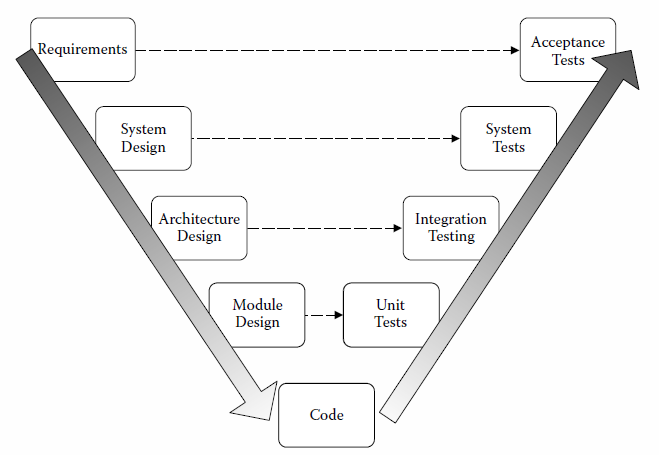 Requirements
Acceptance
Tests
System
Design
System
Tests
Architecture
Design
Integration
Testing
Module
Design
Unit
Tests
Code